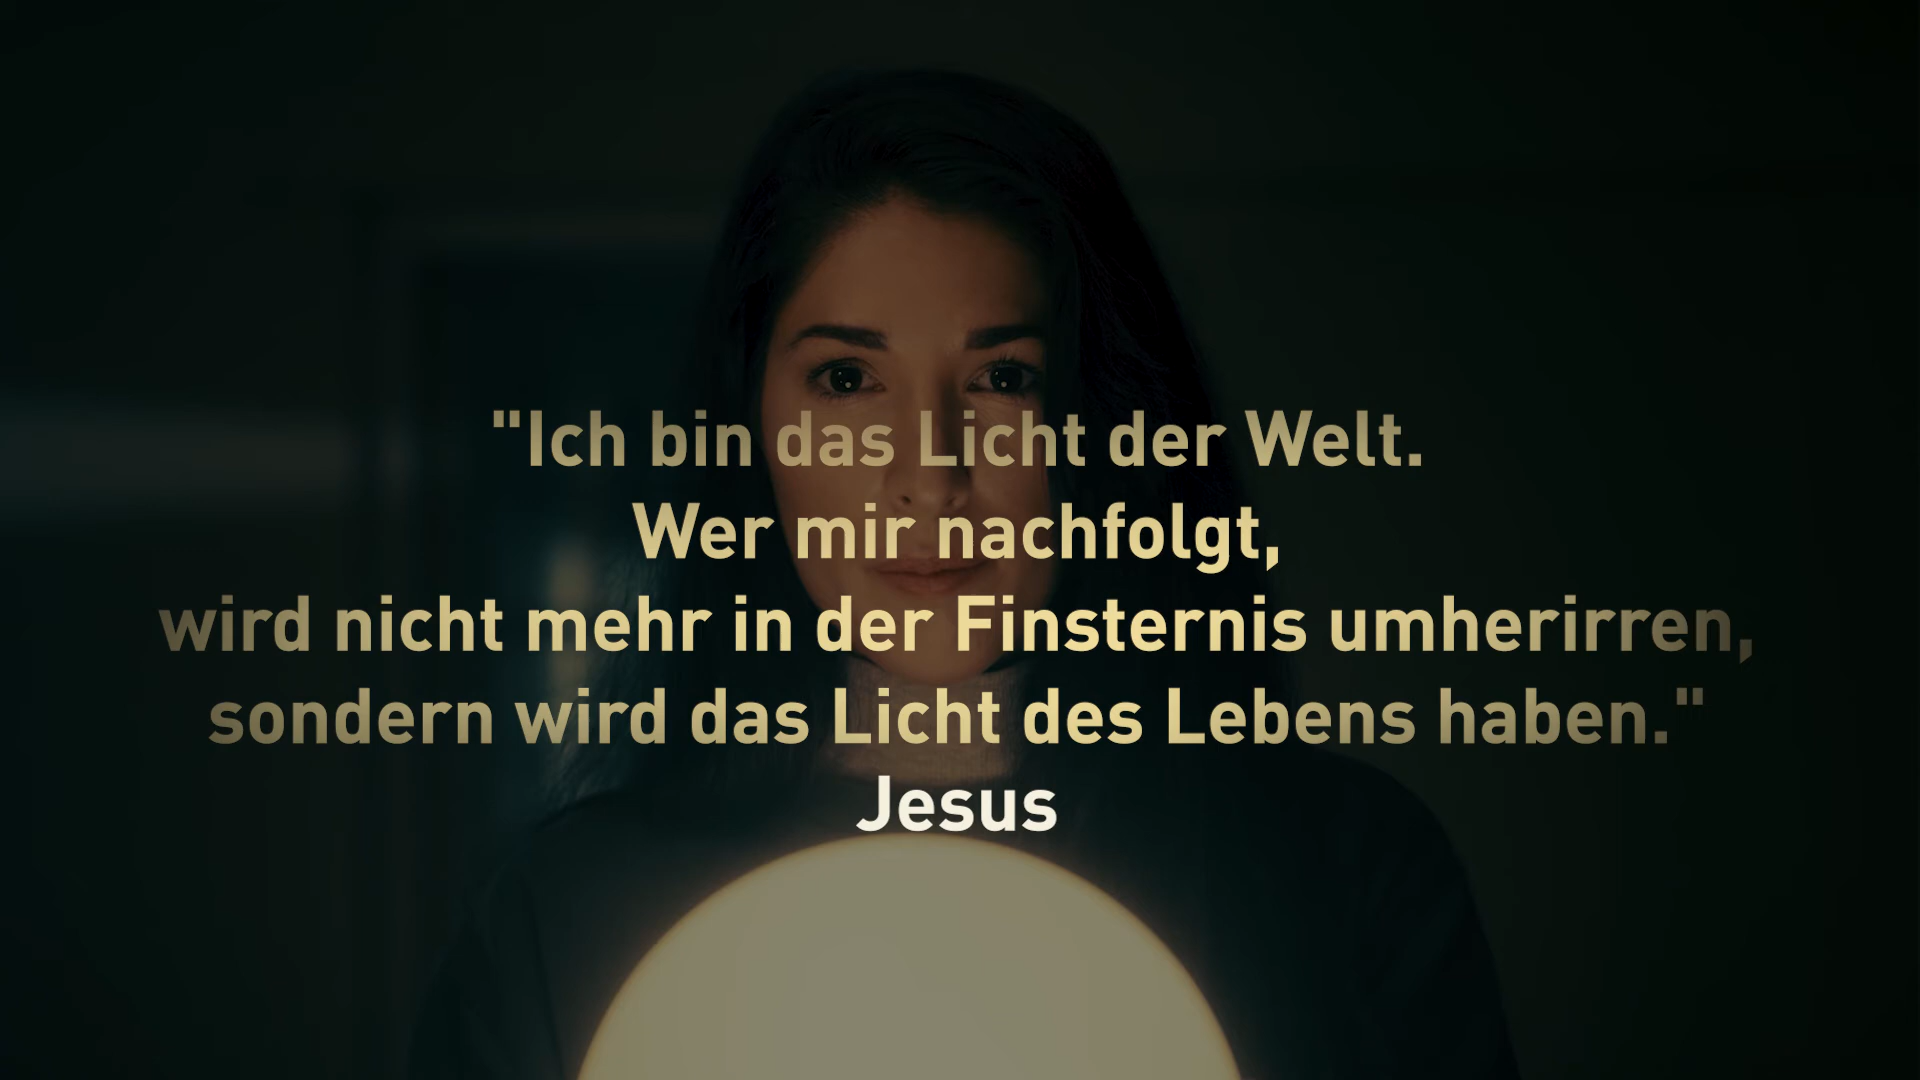 "Ich bin das Licht der Welt.
Wer mir nachfolgt,
wird nicht mehr in der Finsternis umherirren,
sondern wird das Licht des Lebens haben."
Jesus